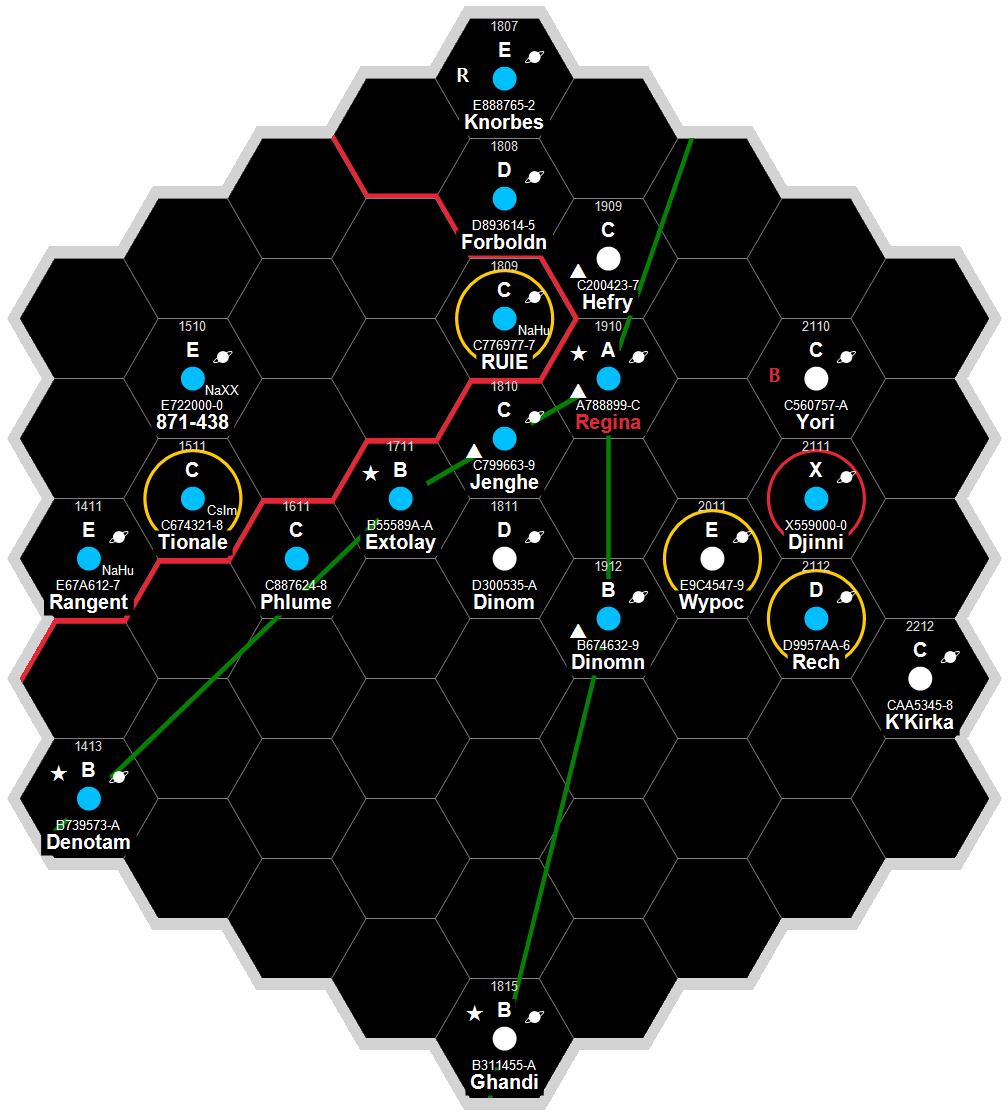 1807
E
R
E888765-2
Knorbes
1808
D
D893614-5
Forboldn
1909
C
C200423-7
Hefry
1809
C
NaHu
C776977-7
RUIE
1510
E
NaXX
E722000-0
871-438
1910
A
A788899-C
Regina
2110
C
B
C560757-A
Yori
1810
C
C799663-9
Jenghe
1511
C
CsIm
C674321-8
Tionale
1711
B
B55589A-A
Extolay
2111
X
X559000-0
Djinni
1411
E
NaHu
E67A612-7
Rangent
1611
C
C887624-8
Phlume
1811
D
D300535-A
Dinom
2011
E
E9C4547-9
Wypoc
1912
B
B674632-9
Dinomn
2112
D
D9957AA-6
Rech
2212
C
CAA5345-8
K'Kirka
1413
B
B739573-A
Denotam
1815
B
B311455-A
Ghandi